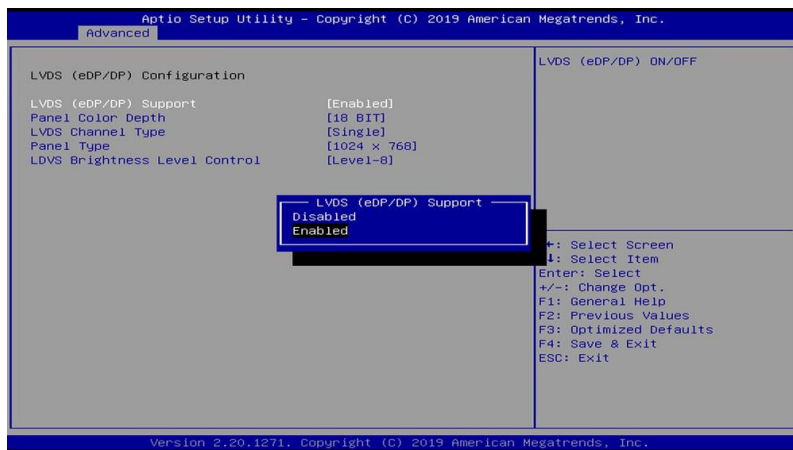 Aptio Setup Utility – Copyright (C) 2019 American Megatrends, Inc.
Advanced
LVDS (eDP/DP) Configuration
LVDS (eDP/DP) Support [Enabled]
Panel Color Depth [18 BIT]
LVDS Channel Type [Single]
Panel Type [1024 x 768]
LDVS Brightness Level Control [Level-8]
LVDS (eDP/DP) Support
Disabled
Enabled
LVDS (eDP/DP) ON/OFF
←: Select Screen
↓: Select Item
Enter: Select
+/-: Change Opt.
F1: General Help
F2: Previous Values
F3: Optimized Defaults
F4: Save & Exit
ESC: Exit
Version 2.20.1271. Copyright (C) 2019 American Megatrends, Inc.